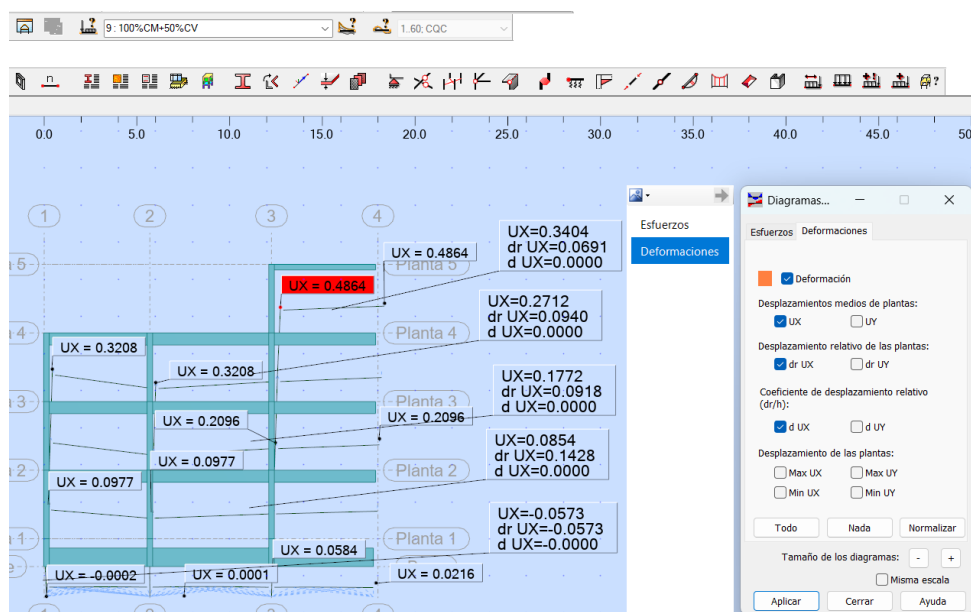 9 : 100%CM+50%CV
1..60; CQC
n
0.0 5.0 10.0 15.0 20.0 25.0 30.0 35.0 40.0 45.0 50
1 2 3 4
UX=0.3404
dr UX=0.0691
d UX=0.0000
UX = 0.4864
5
Planta 5
UX = 0.4864
UX=0.2712
dr UX=0.0940
d UX=0.0000
4
Planta 4
UX = 0.3208
UX = 0.3208
UX=0.1772
dr UX=0.0918
d UX=0.0000
3
Planta 3
UX = 0.2096
UX = 0.2096
UX=0.0854
dr UX=0.1428
d UX=0.0000
UX = 0.0977
2
Planta 2
UX = 0.0977
UX=-0.0573
dr UX=-0.0573
d UX=-0.0000
1
Planta 1
UX = 0.0584
UX = -0.0002
UX = 0.0001
UX = 0.0216
Esfuerzos
Deformaciones
Diagramas...
Esfuerzos Deformaciones
Deformación
Desplazamientos medios de plantas:
UX UY
Desplazamiento relativo de las plantas:
dr UX dr UY
Coeficiente de desplazamiento relativo
(dr/h):
d UX d UY
Desplazamiento de las plantas:
Max UX Max UY
Min UX Min UY
Todo Nada Normalizar
Tamaño de los diagramas: - +
Misma escala
Aplicar Cerrar Ayuda